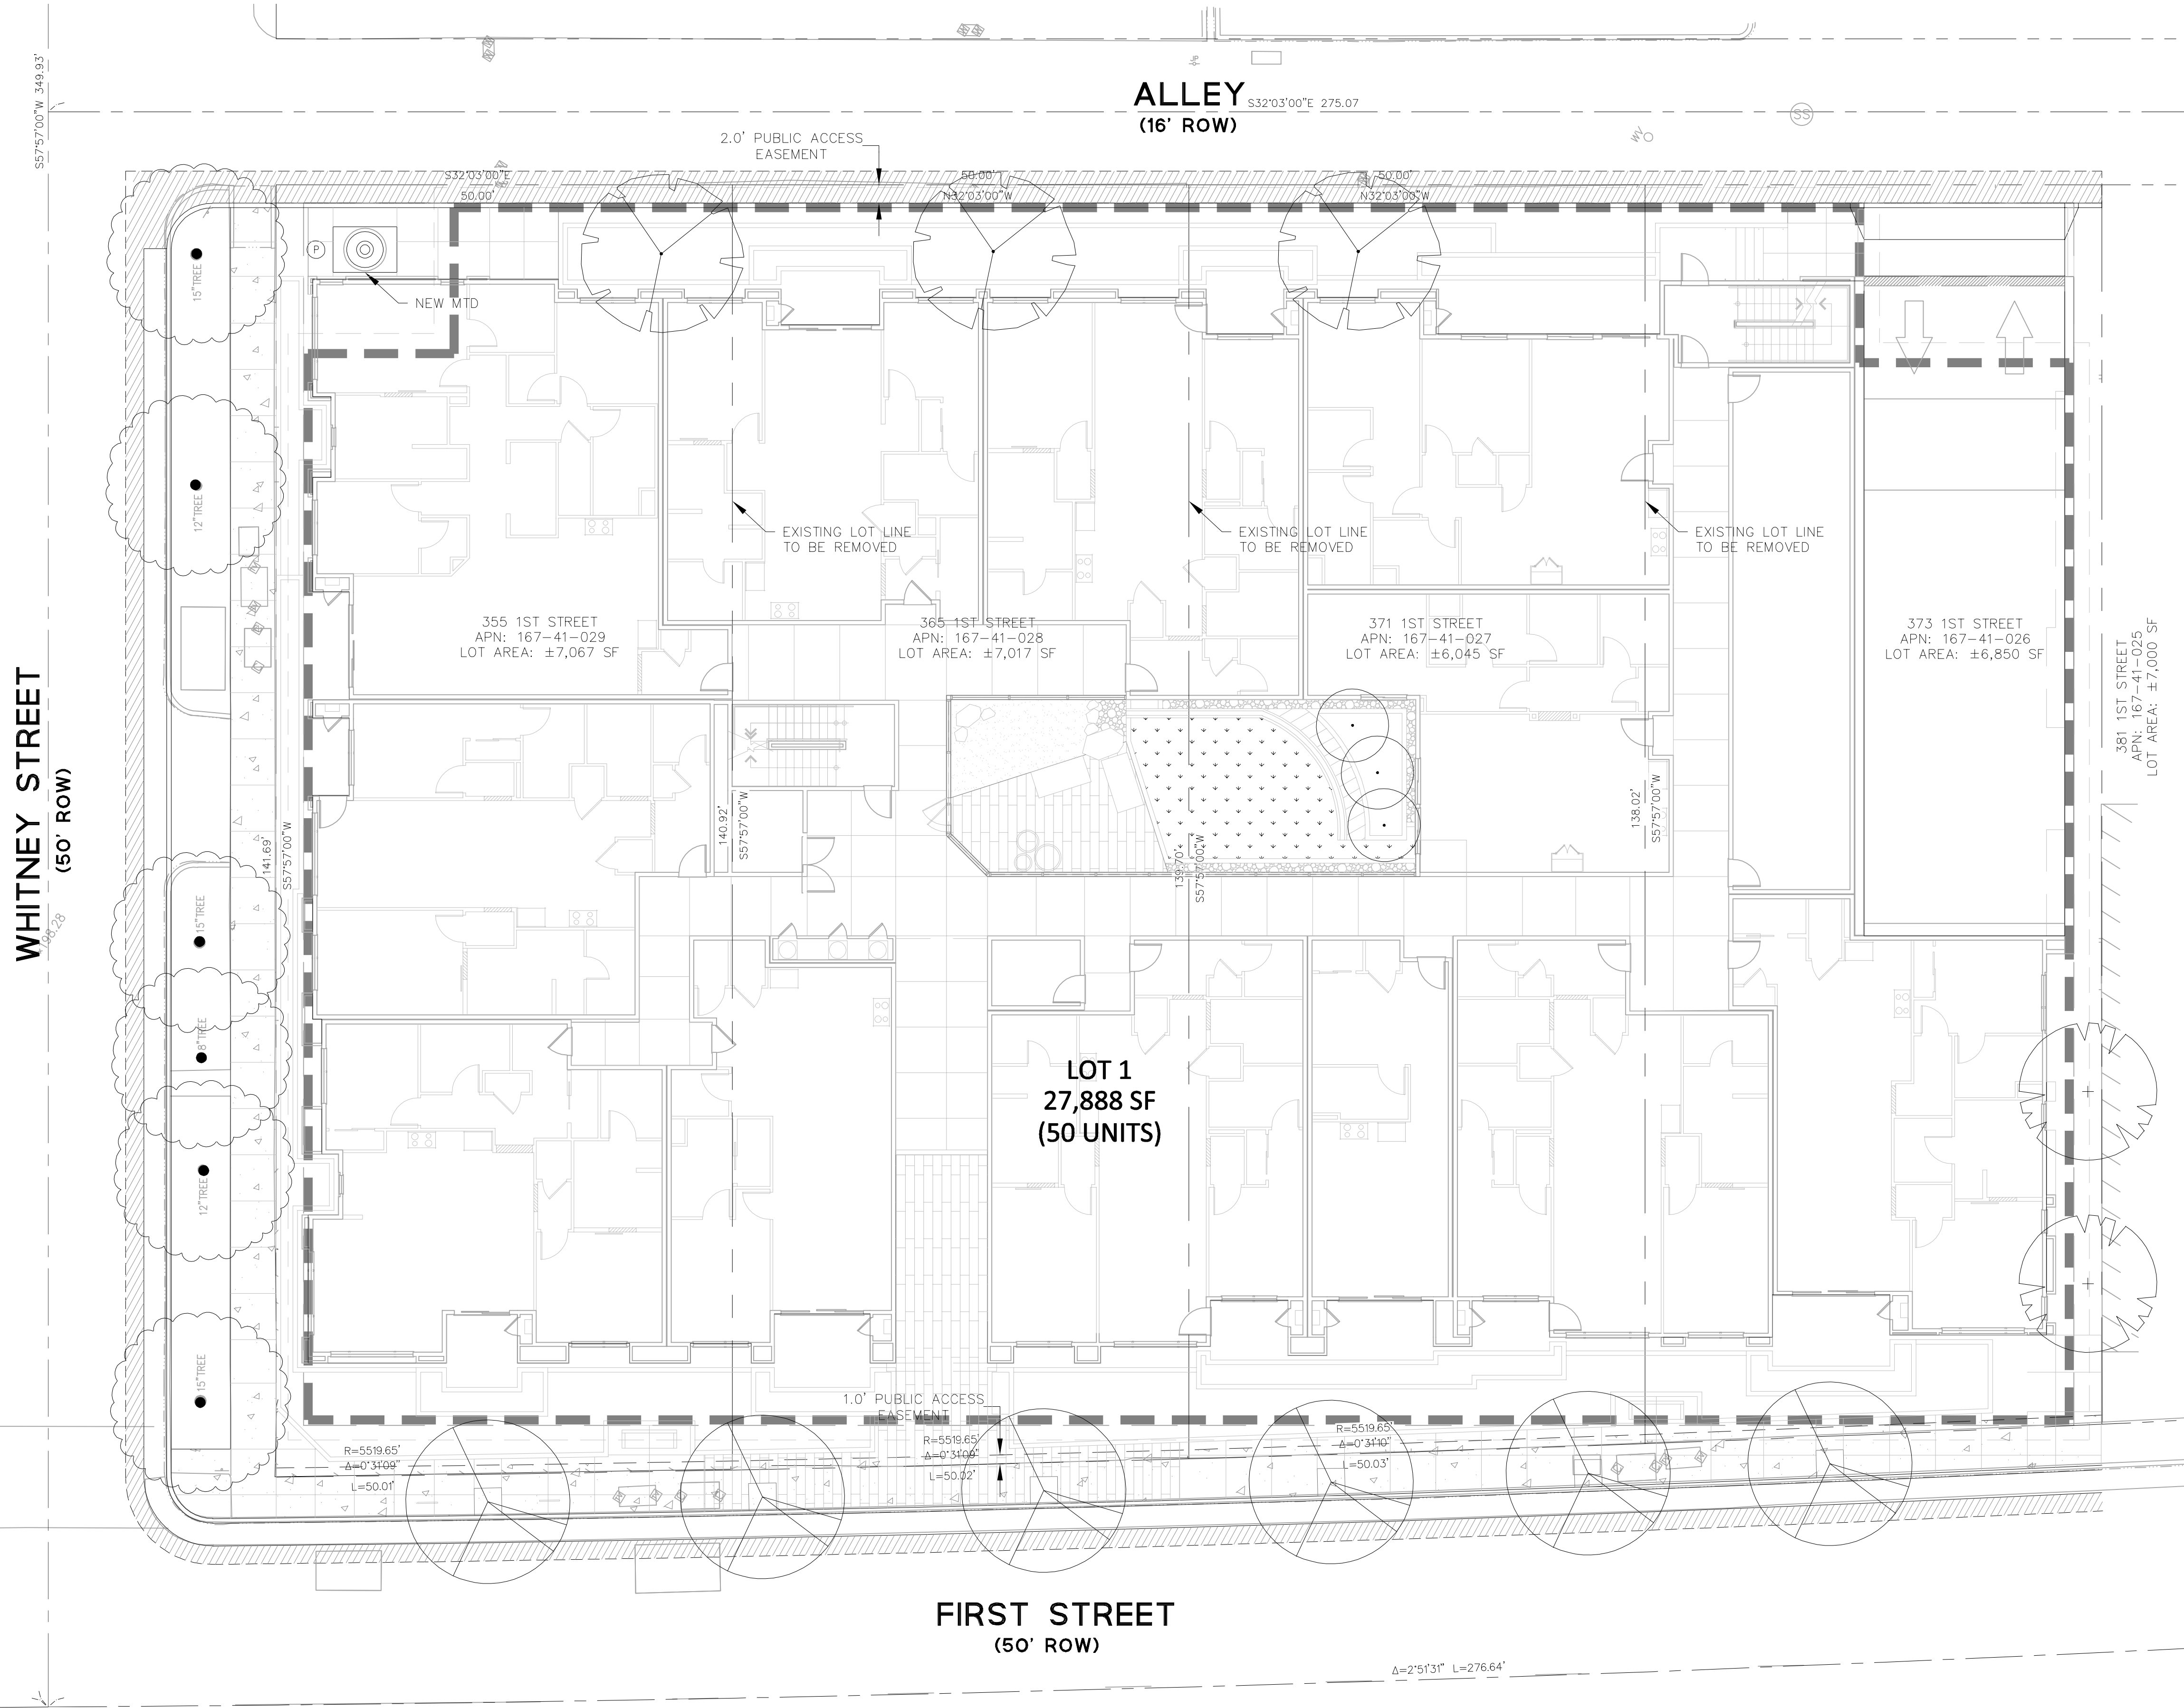 S57°57'00"W 349.93'
ALLEY
S32°03'00"E 275.07
(16' ROW)
SS
WV
JP
2.0' PUBLIC ACCESS
EASEMENT
S32°03'00"E
50.00'
50.00'
N32°03'00"W
50.00'
N32°03'00"W
15"TREE
P
NEW MTD
12"TREE
EXISTING LOT LINE
TO BE REMOVED
EXISTING LOT LINE
TO BE REMOVED
EXISTING LOT LINE
TO BE REMOVED
355 1ST STREET
APN: 167-41-029
LOT AREA: ±7,067 SF
365 1ST STREET
APN: 167-41-028
LOT AREA: ±7,017 SF
371 1ST STREET
APN: 167-41-027
LOT AREA: ±6,045 SF
373 1ST STREET
APN: 167-41-026
LOT AREA: ±6,850 SF
381 1ST STREET
APN: 167-41-025
LOT AREA: ±7,000 SF
WHITNEY STREET
(50' ROW)
198.28
141.69'
S57°57'00"W
140.92'
S57°57'00"W
139.70'
S57°57'00"W
138.02'
S57°57'00"W
15"TREE
8"TREE
12"TREE
15"TREE
LOT 1
27,888 SF
(50 UNITS)
1.0' PUBLIC ACCESS
EASEMENT
R=5519.65'
Δ=0°31'09"
L=50.01'
R=5519.65'
Δ=0°31'09"
L=50.02'
R=5519.65'
Δ=0°31'10"
L=50.03'
FIRST STREET
(50' ROW)
Δ=2°51'31" L=276.64'